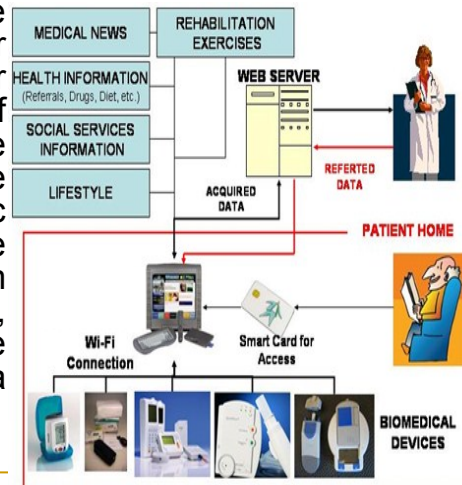 MEDICAL NEWS
REHABILITATION
EXERCISES
HEALTH INFORMATION
(Referrals, Drugs, Diet, etc.)
WEB SERVER
SOCIAL SERVICES
INFORMATION
LIFESTYLE
ACQUIRED
DATA
REFERTED
DATA
PATIENT HOME
Wi-Fi
Connection
Smart Card for
Access
BIOMEDICAL
DEVICES